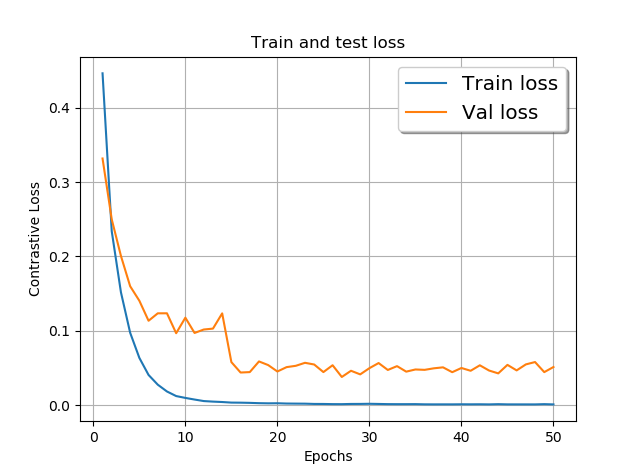 Train and test loss
Train loss
Val loss
Contrastive Loss
0.4
0.3
0.2
0.1
0.0
0 10 20 30 40 50
Epochs